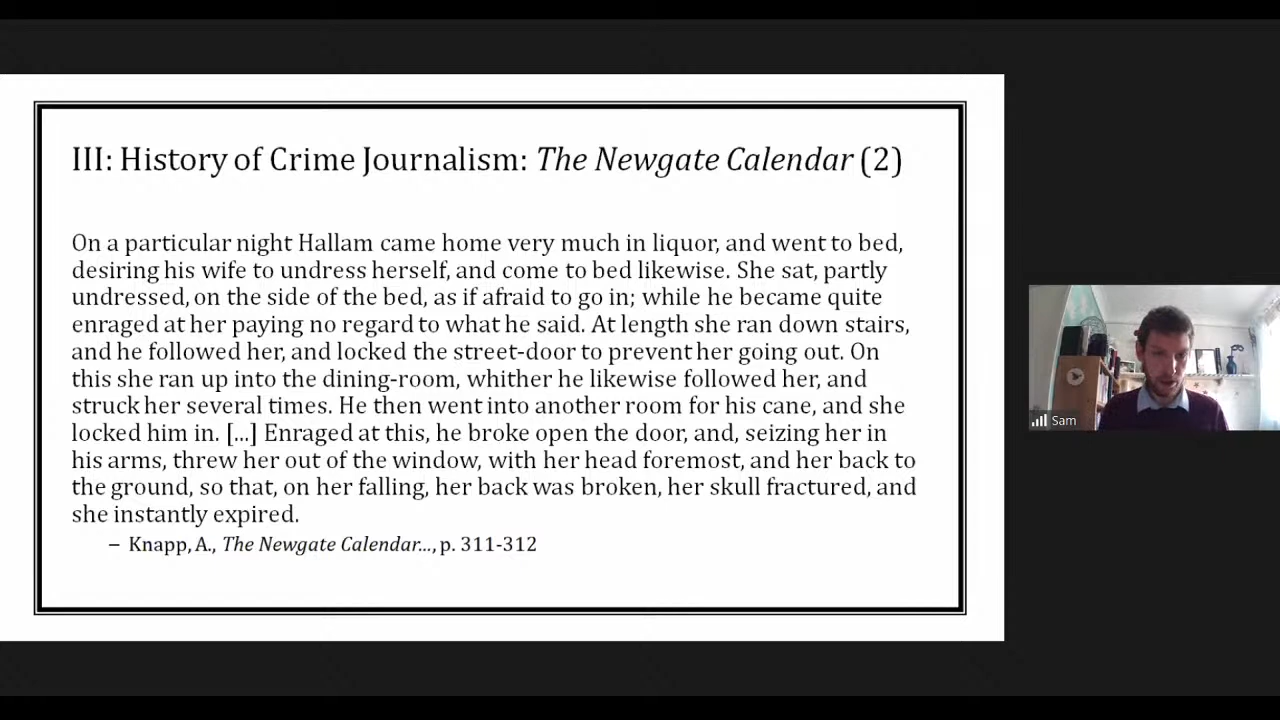 III: History of Crime Journalism: The Newgate Calendar (2)
On a particular night Hallam came home very much in liquor, and went to bed,
desiring his wife to undress herself, and come to bed likewise. She sat, partly
undressed, on the side of the bed, as if afraid to go in; while he became quite
enraged at her paying no regard to what he said. At length she ran down stairs,
and he followed her, and locked the street-door to prevent her going out. On
this she ran up into the dining-room, whither he likewise followed her, and
struck her several times. He then went into another room for his cane, and she
locked him in. [...] Enraged at this, he broke open the door, and, seizing her in
his arms, threw her out of the window, with her head foremost, and her back to
the ground, so that, on her falling, her back was broken, her skull fractured, and
she instantly expired.
– Knapp, A., The Newgate Calendar..., p. 311-312
Sam